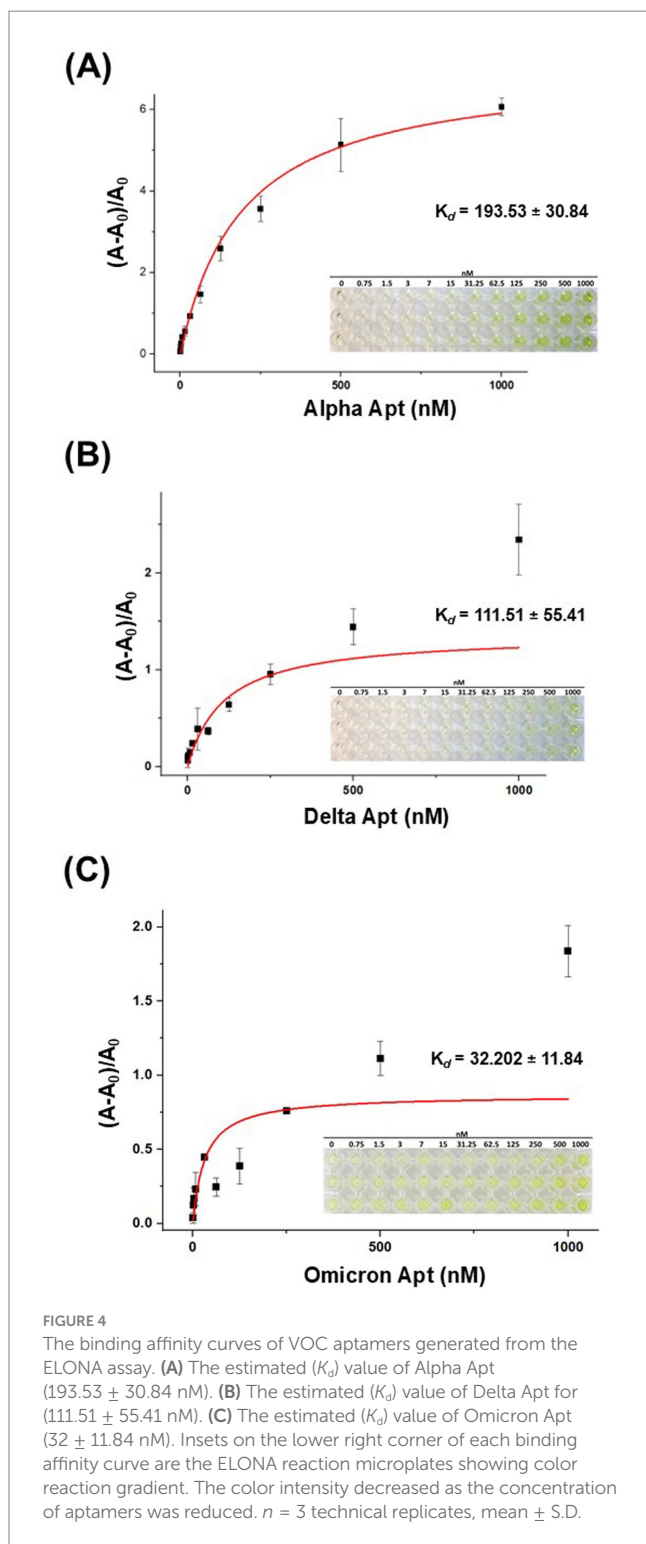 (A)
(A-A0)/A0
6
4
2
0
Kd = 193.53 ± 30.84
nM
0 0.75 1.5 3 7 15 31.25 62.5 125 250 500 1000
0 500 1000
Alpha Apt (nM)
(B)
(A-A0)/A0
2
1
0
Kd = 111.51 ± 55.41
nM
0 0.75 1.5 3 7 15 31.25 62.5 125 250 500 1000
0 500 1000
Delta Apt (nM)
(C)
(A-A0)/A0
2.0
1.5
1.0
0.5
0.0
Kd = 32.202 ± 11.84
nM
0 0.75 1.5 3 7 15 31.25 62.5 125 250 500 1000
0 500 1000
Omicron Apt (nM)
FIGURE 4
The binding affinity curves of VOC aptamers generated from the
ELONA assay. (A) The estimated (Kd) value of Alpha Apt
(193.53 ± 30.84 nM). (B) The estimated (Kd) value of Delta Apt for
(111.51 ± 55.41 nM). (C) The estimated (Kd) value of Omicron Apt
(32 ± 11.84 nM). Insets on the lower right corner of each binding
affinity curve are the ELONA reaction microplates showing color
reaction gradient. The color intensity decreased as the concentration
of aptamers was reduced. n = 3 technical replicates, mean ± S.D.